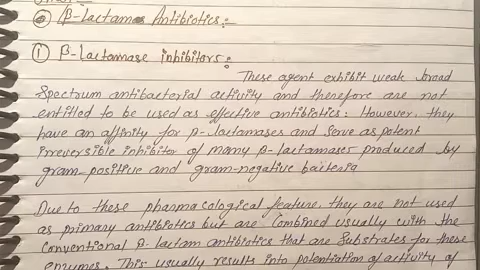 β-Lactams Antibiotics:-
① β-Lactamase inhibitors:
These agent exhibit weak broad
spectrum antibacterial activity and therefore are not
entitled to be used as effective antibiotics: However, they
have an affinity for β-lactamases and serve as potent
irreversible inhibitor of many β-lactamases produced by
gram-positive and gram-negative bacteria
Due to these pharmacological feature, they are not used
as primary antibiotics but are combined usually with the
conventional β-lactam antibiotics that are substrates for these
enzymes. This usually results into potentiation of activity of